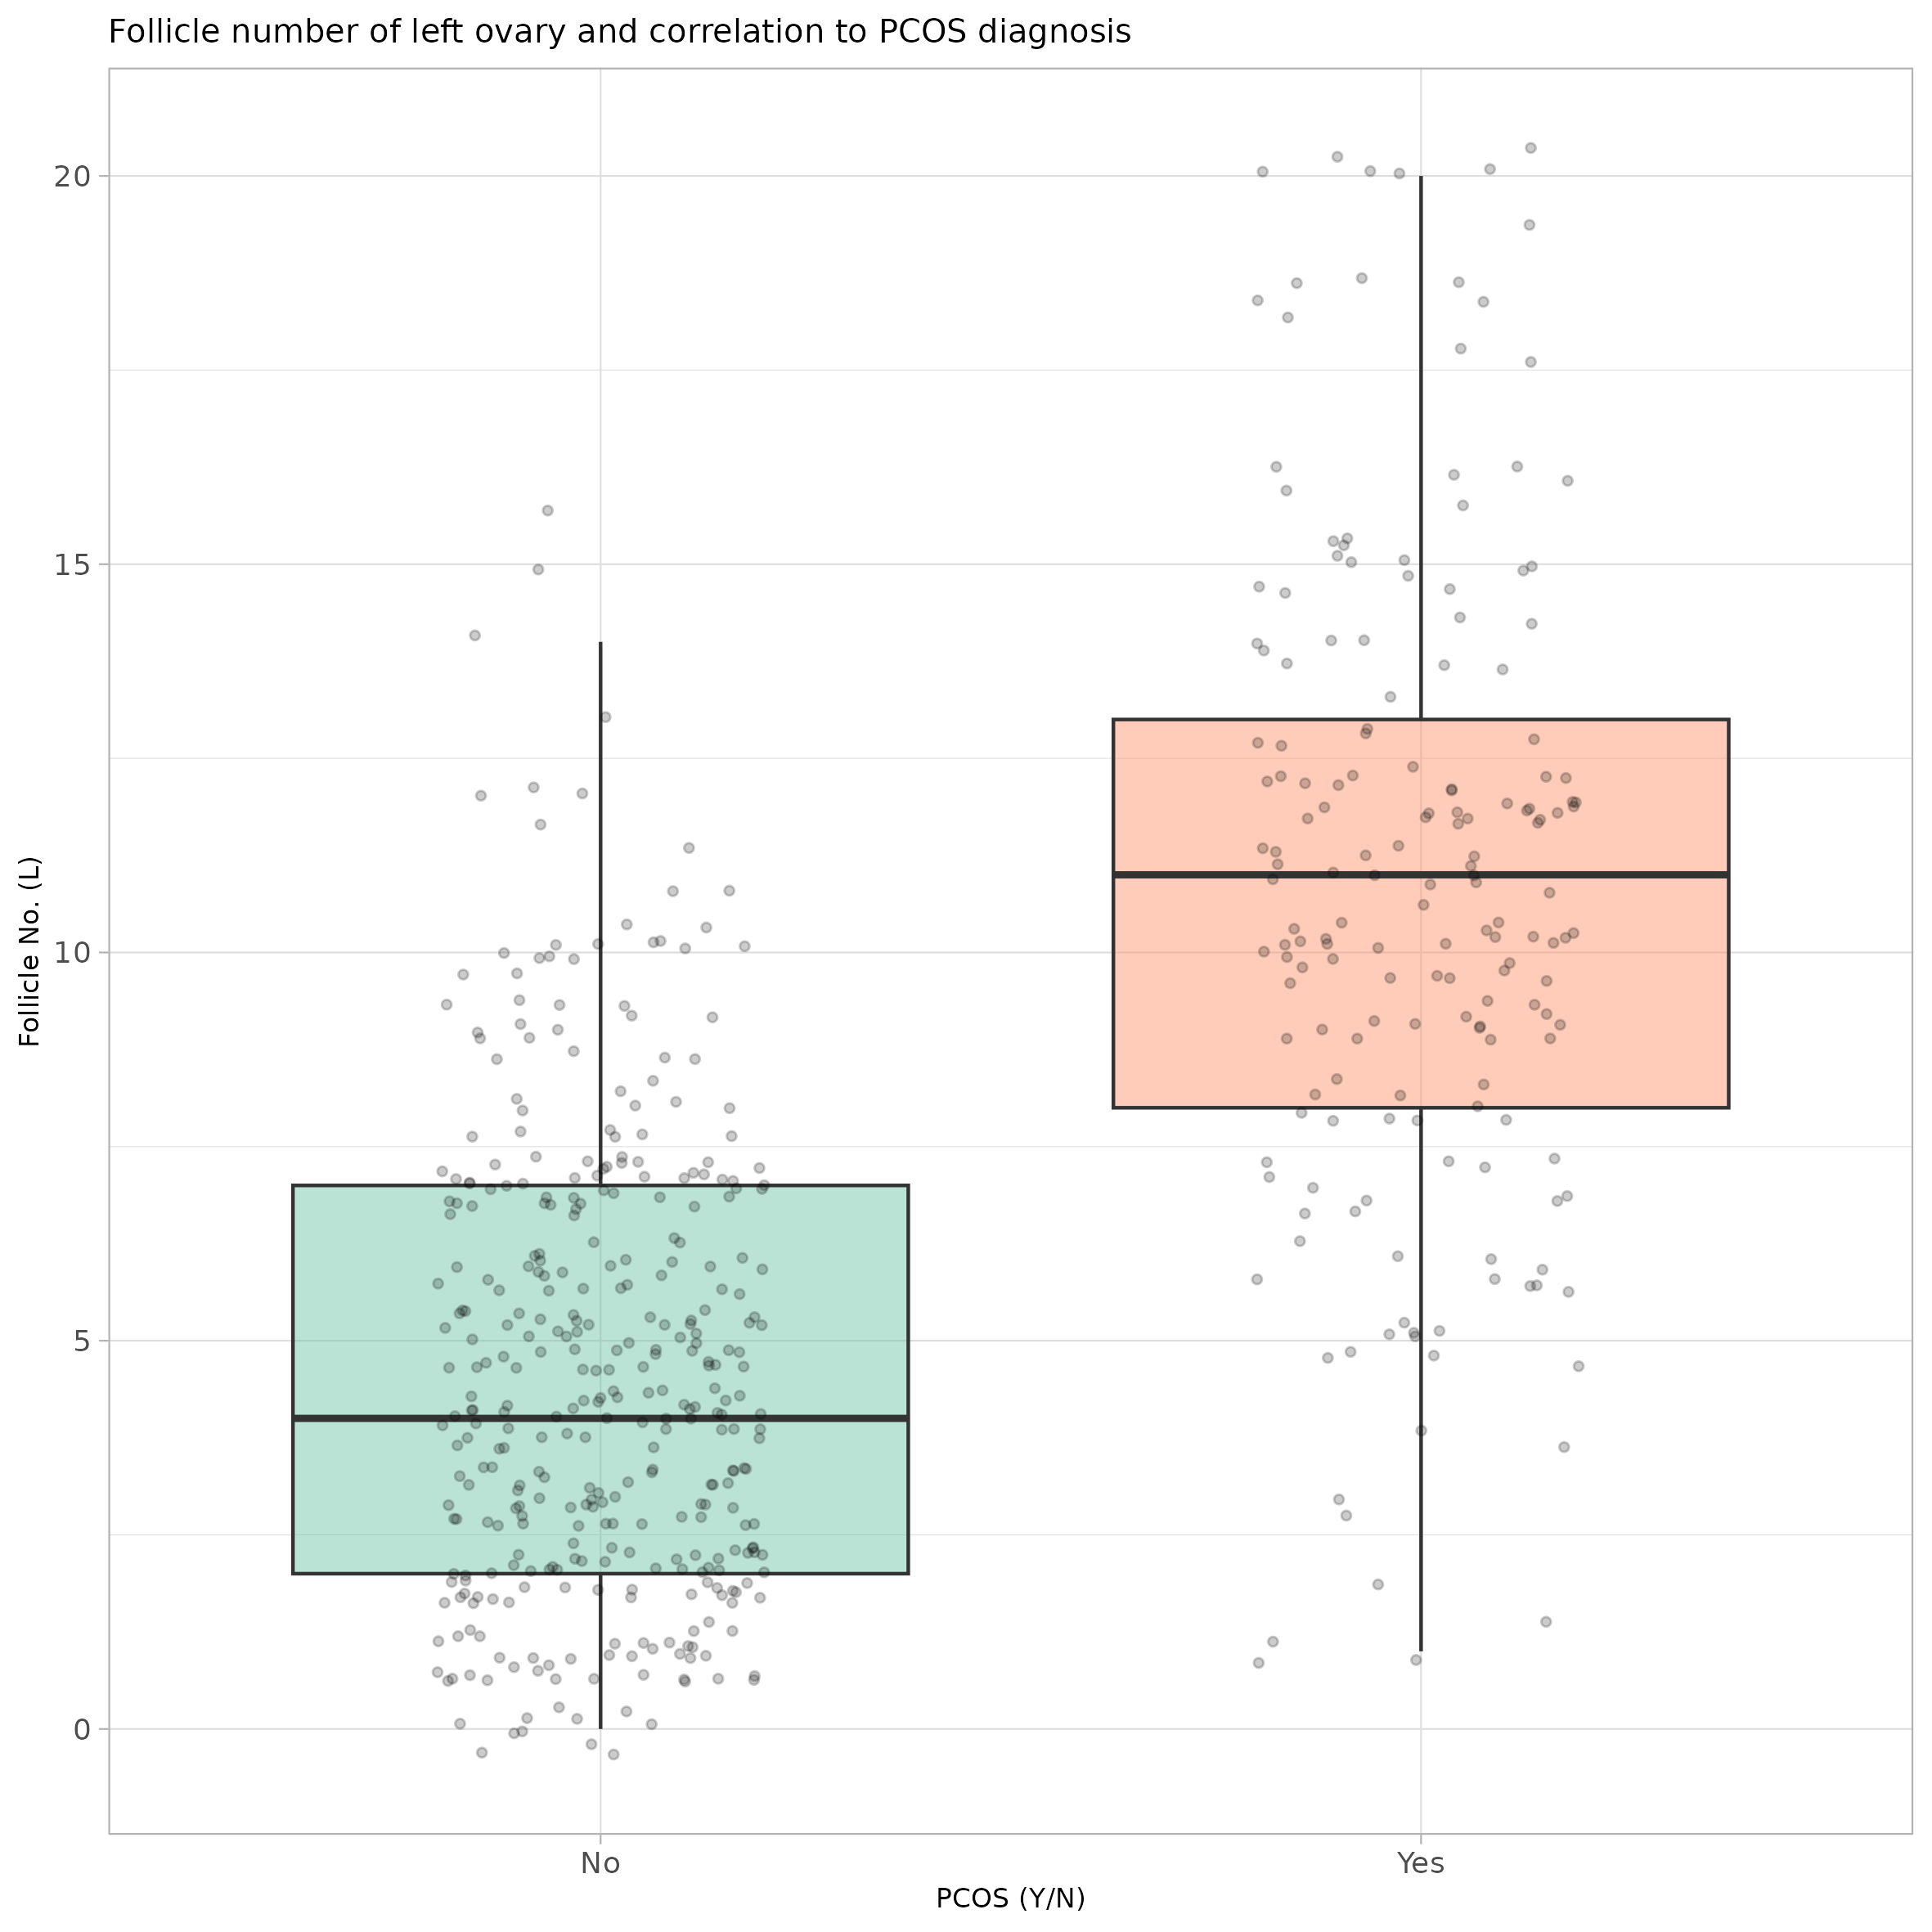 Follicle number of left ovary and correlation to PCOS diagnosis
Follicle No. (L)
20
15
10
5
0
No
Yes
PCOS (Y/N)